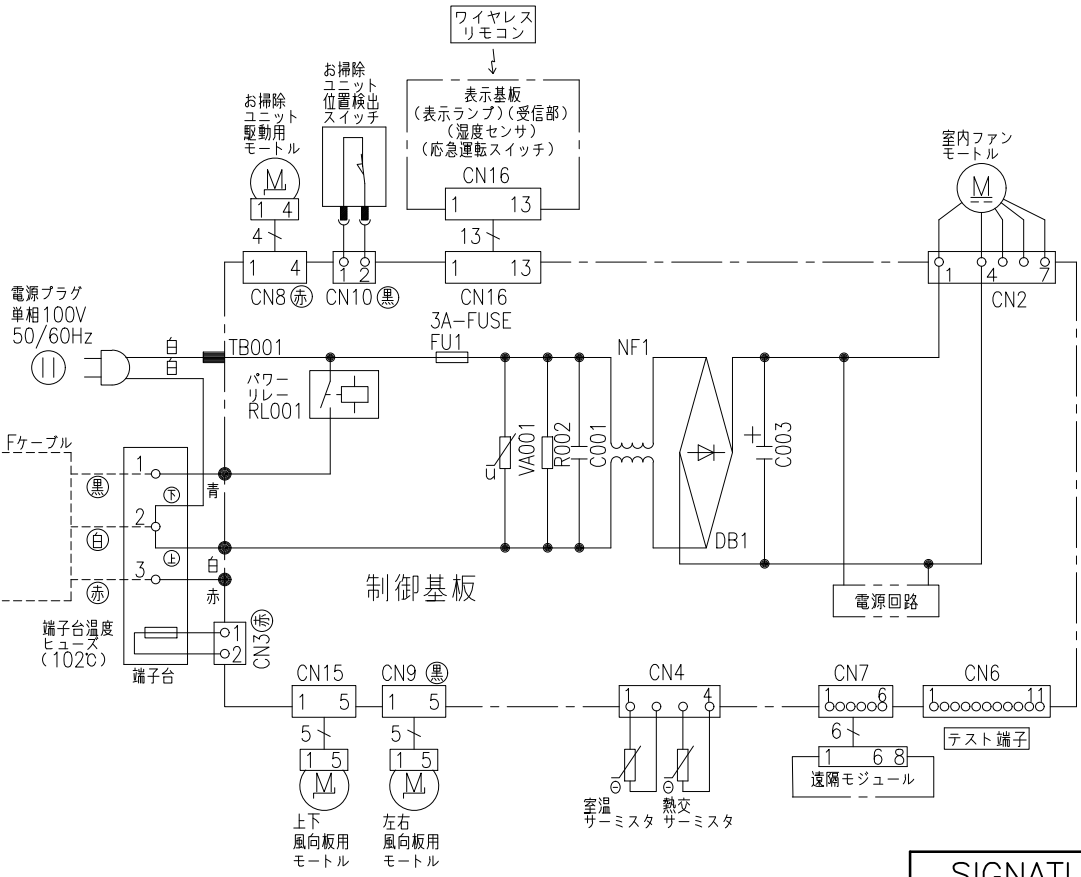 ワイヤレス
リモコン
お掃除
ユニット
位置検出
スイッチ
お掃除
ユニット
駆動用
モートル
表示基板
(表示ランプ)(受信部)
(湿度センサ)
(応急運転スイッチ)
室内ファン
モートル
M
1 4
4
CN16
1 13
13
M
1 4
CN8 赤
1 2
CN10 黒
1 13
CN16
1 4 7
CN2
電源プラグ
単相100V
50/60Hz
白
白
TB001
3A-FUSE
FU1
NF1
パワー
リレー
RL001
u
VA001
R002
C001
DB1
+
C003
Fケーブル
黒
白
赤
1
2
3
下
上
青
白
赤
制御基板
電源回路
端子台温度
ヒューズ
(102℃)
端子台
1
2
CN3 赤
CN15
1 5
5
1 5
M
上下
風向板用
モートル
CN9 黒
1 5
5
1 5
M
左右
風向板用
モートル
CN4
1 4
室温
サーミスタ
熱交
サーミスタ
CN7
1 6
6
1 6 8
遠隔モジュール
CN6
1 11
テスト端子